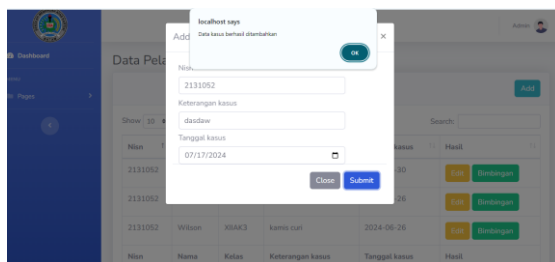 localhost says
Data kasus berhasil ditambahkan
OK
Admin
Dashboard
Pages
Data Pela
Add
×
Nisn
2131052
Keterangan kasus
dasdaw
Tanggal kasus
07/17/2024
Close
Submit
Add
Show 10
Search:
Nisn
kasus
Hasil
2131052
-30
Edit
Bimbingan
2131052
-26
Edit
Bimbingan
2131052
Wilson
kamis curi
2024-06-26
Edit
Bimbingan
Nisn
Nama
Kelas
Keterangan kasus
Tanggal kasus
Hasil